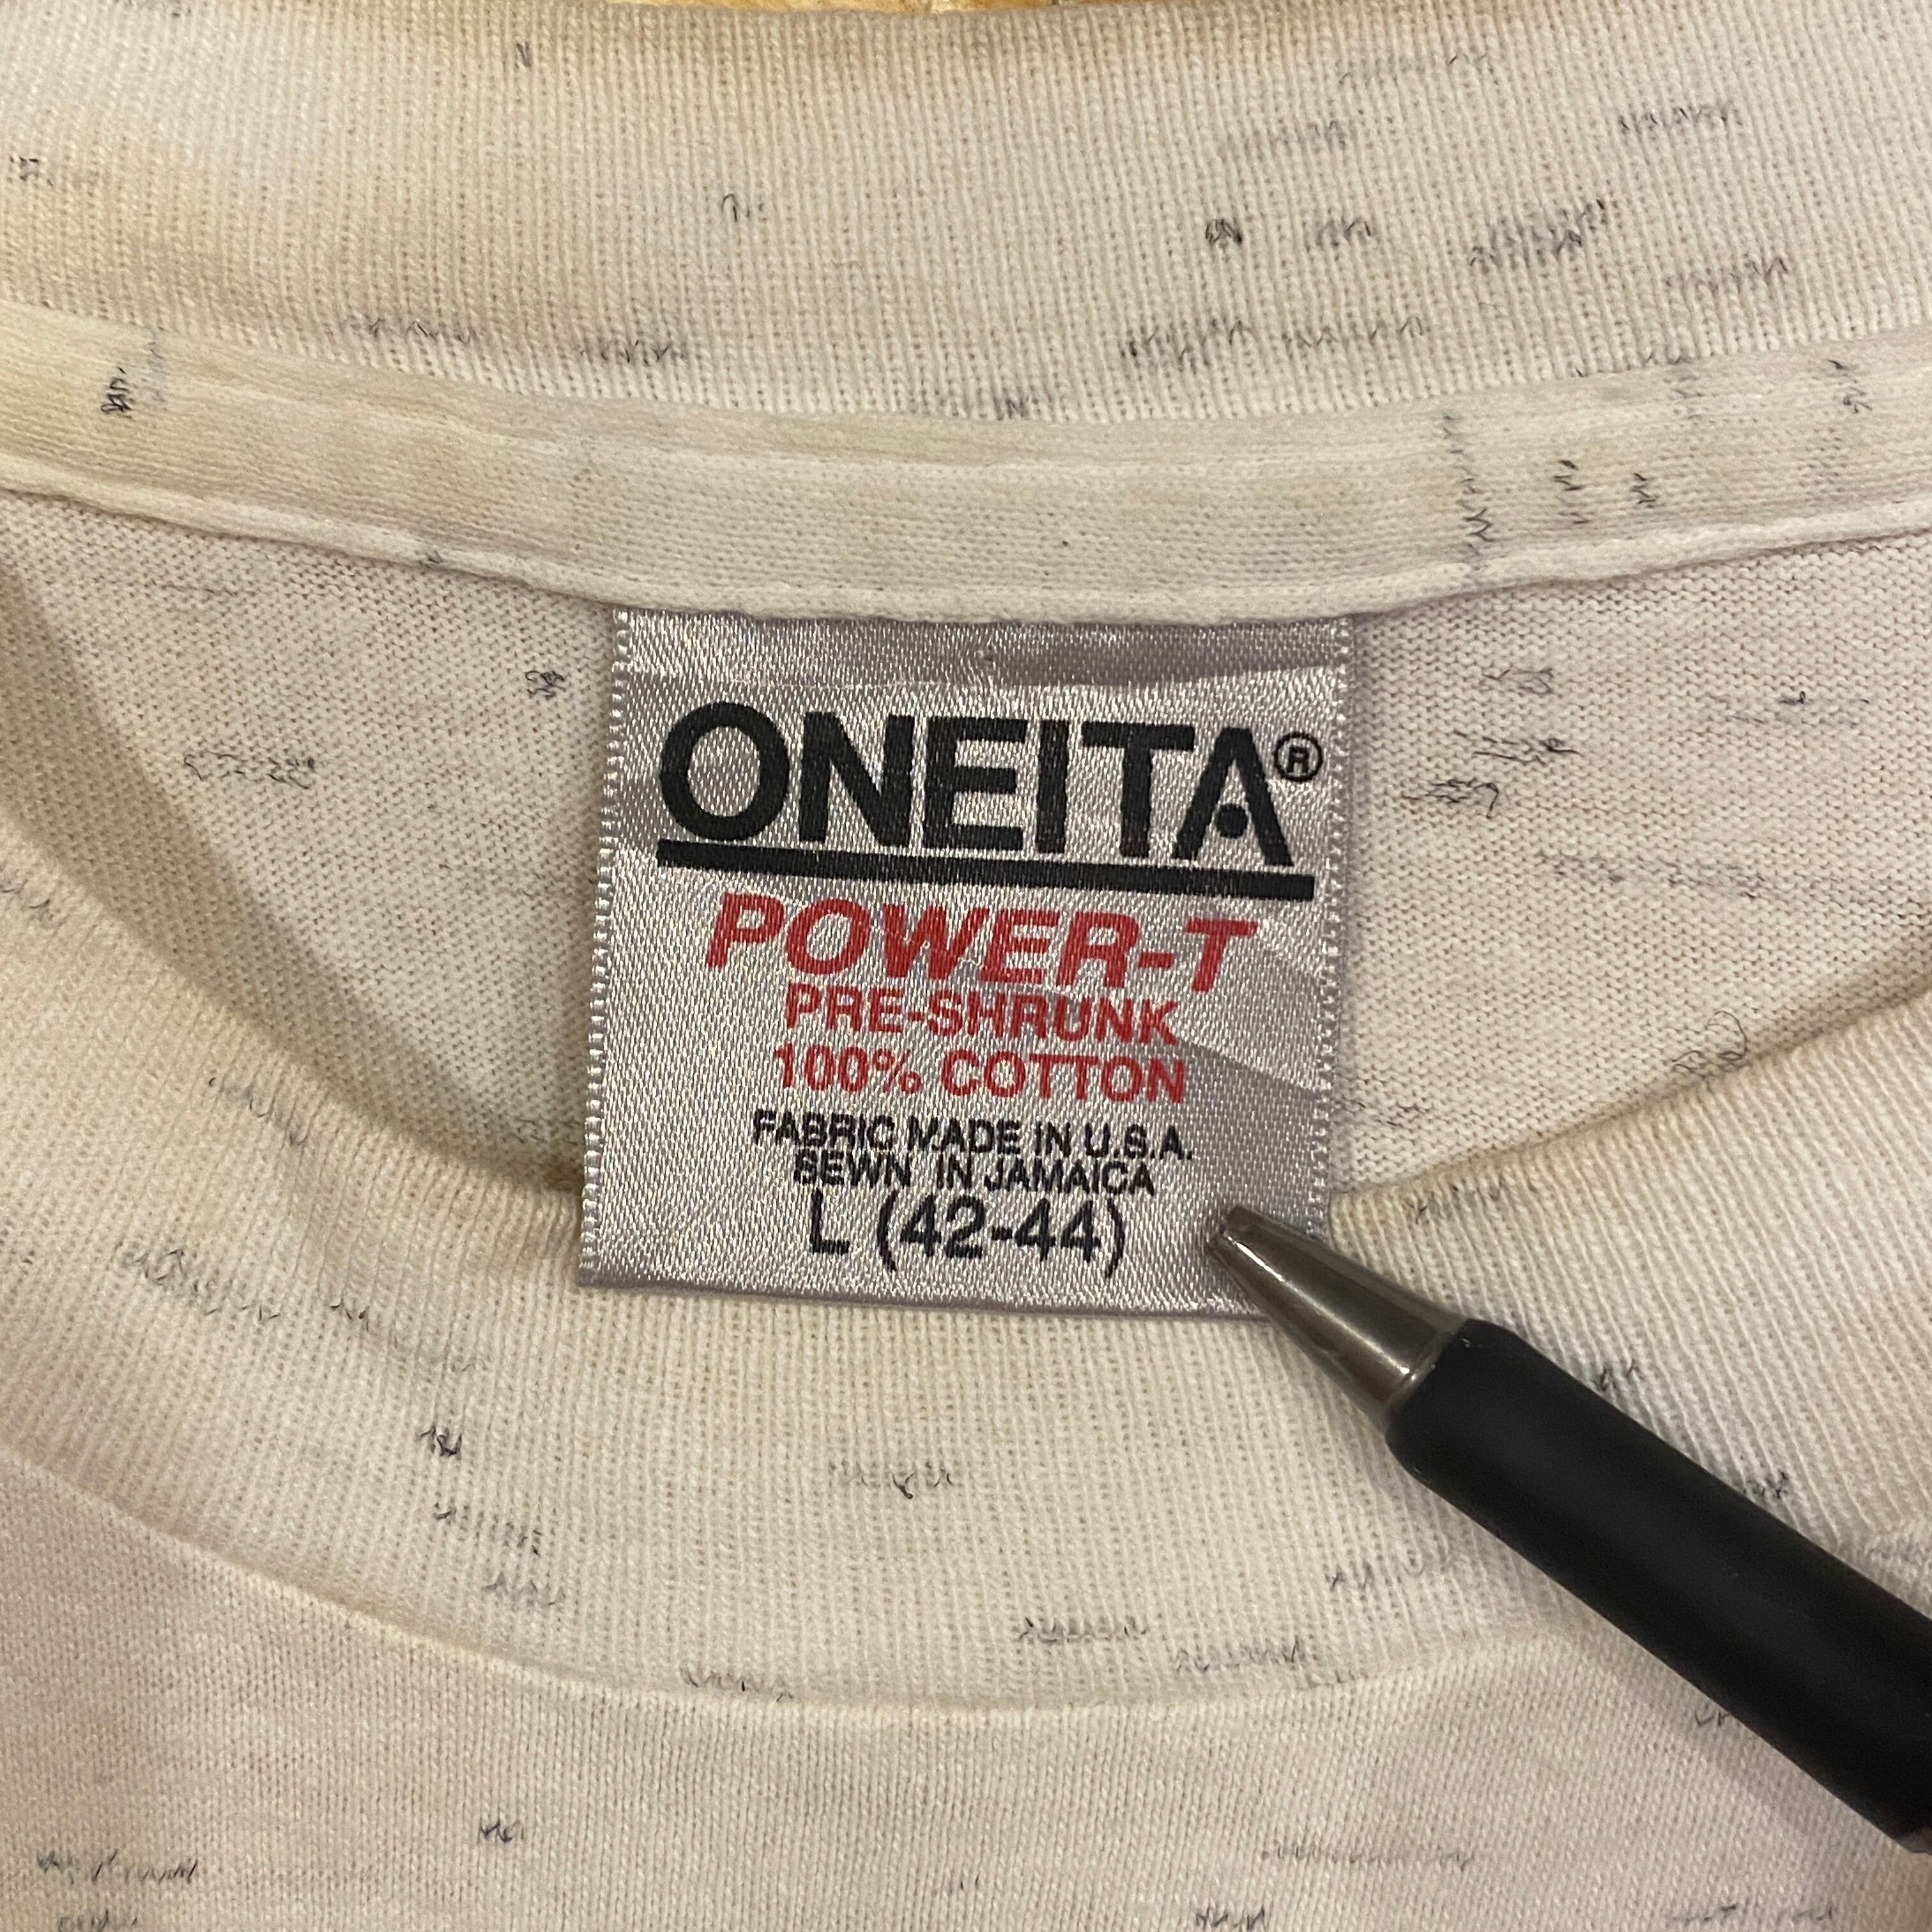 ONEITA®
POWER-T
PRE-SHRUNK
100% COTTON
FABRIC MADE IN U.S.A.
SEWN IN JAMAICA
L (42-44)